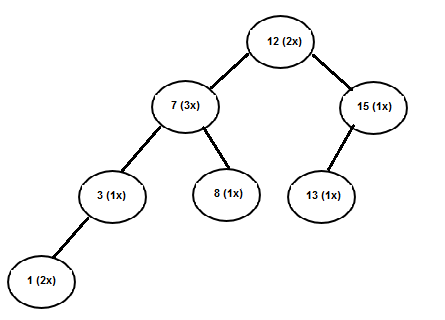 12 (2x)
7 (3x)
15 (1x)
3 (1x)
8 (1x)
13 (1x)
1 (2x)